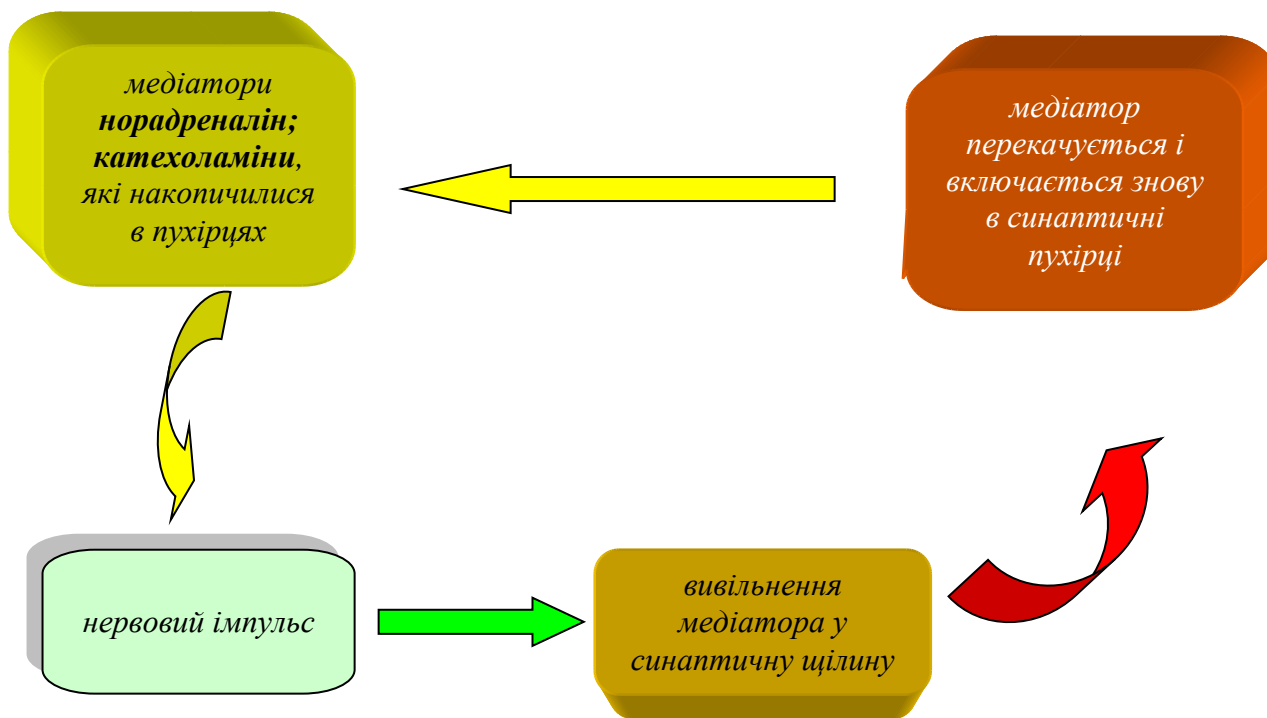 медіатори
норадреналін;
катехоламіни,
які накопичилися
в пухірцях
медіатор
перекачується і
включається знову
в синаптичні
пухірці
нервовий імпульс
вивільнення
медіатора у
синаптичну щілину